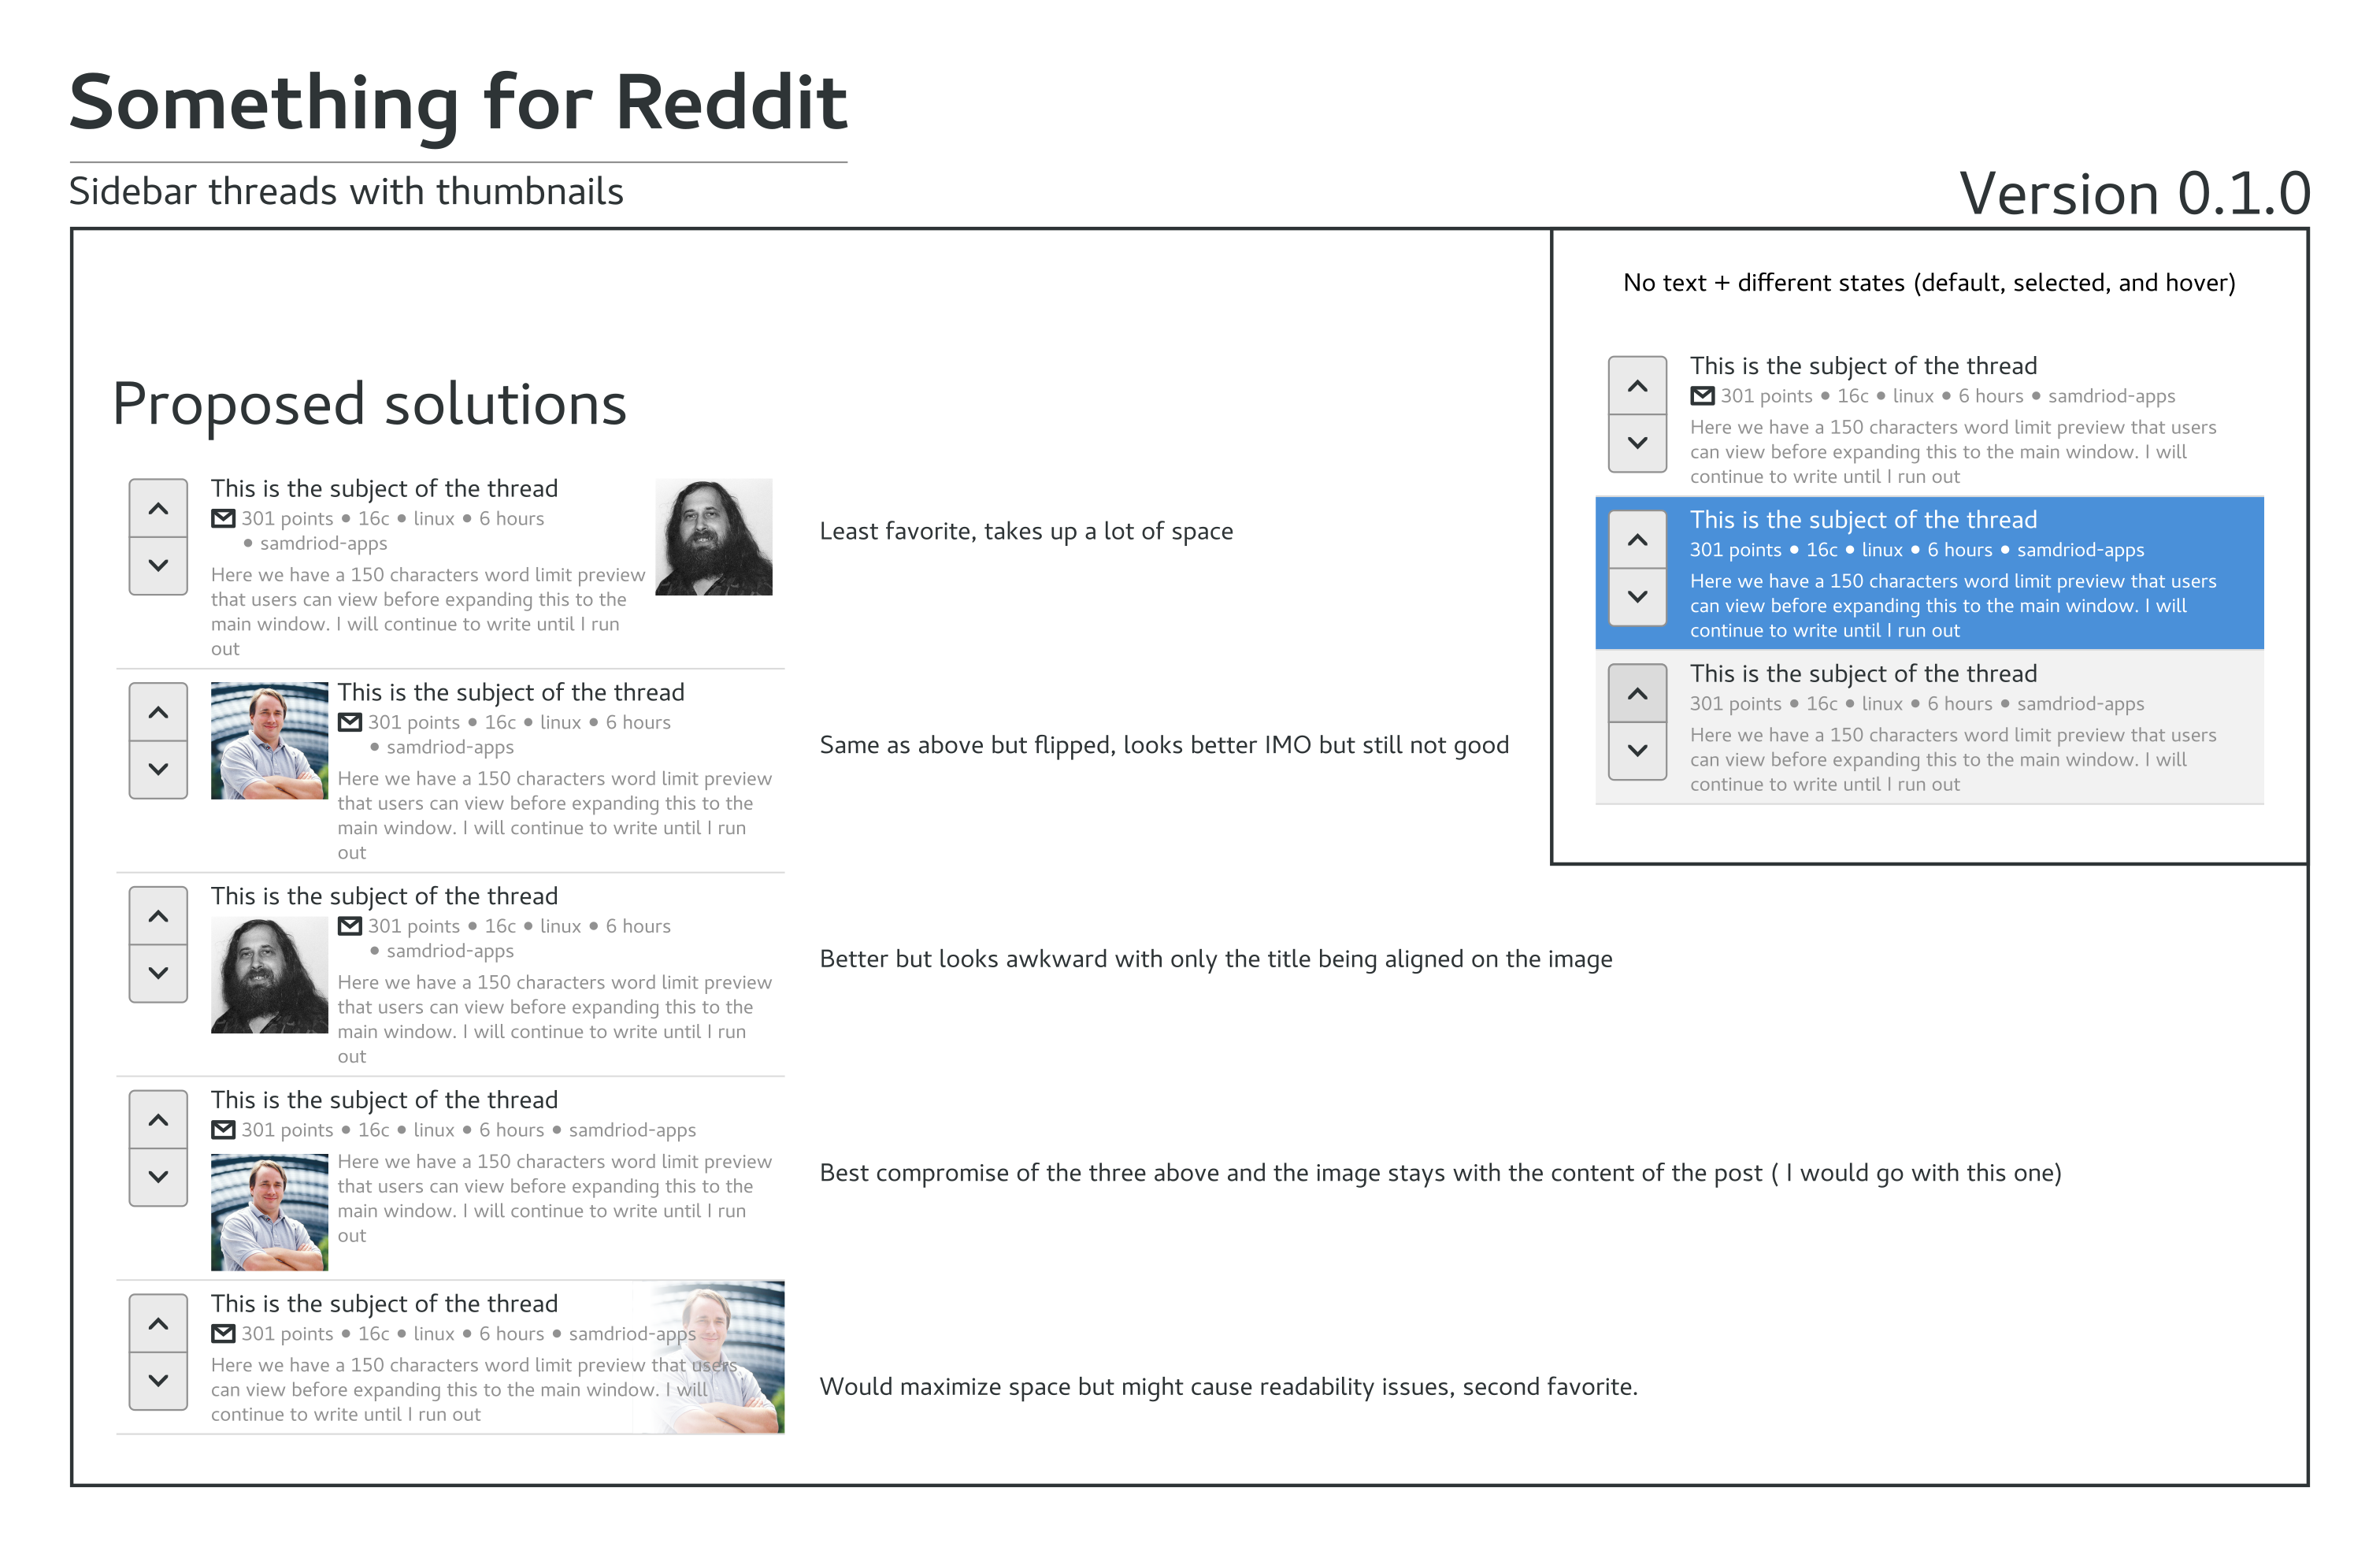 Something for Reddit
Sidebar threads with thumbnails
Version 0.1.0
Proposed solutions
This is the subject of the thread
301 points • 16c • linux • 6 hours
• samdriod-apps
Here we have a 150 characters word limit preview
that users can view before expanding this to the
main window. I will continue to write until I run
out
Least favorite, takes up a lot of space
This is the subject of the thread
301 points • 16c • linux • 6 hours
• samdriod-apps
Here we have a 150 characters word limit preview
that users can view before expanding this to the
main window. I will continue to write until I run
out
Same as above but flipped, looks better IMO but still not good
This is the subject of the thread
301 points • 16c • linux • 6 hours
• samdriod-apps
Here we have a 150 characters word limit preview
that users can view before expanding this to the
main window. I will continue to write until I run
out
Better but looks awkward with only the title being aligned on the image
This is the subject of the thread
301 points • 16c • linux • 6 hours • samdriod-apps
Here we have a 150 characters word limit preview
that users can view before expanding this to the
main window. I will continue to write until I run
out
Best compromise of the three above and the image stays with the content of the post ( I would go with this one)
This is the subject of the thread
301 points • 16c • linux • 6 hours • samdriod-apps
Here we have a 150 characters word limit preview that users
can view before expanding this to the main window. I will
continue to write until I run out
Would maximize space but might cause readability issues, second favorite.
No text + different states (default, selected, and hover)
This is the subject of the thread
301 points • 16c • linux • 6 hours • samdriod-apps
Here we have a 150 characters word limit preview that users
can view before expanding this to the main window. I will
continue to write until I run out
This is the subject of the thread
301 points • 16c • linux • 6 hours • samdriod-apps
Here we have a 150 characters word limit preview that users
can view before expanding this to the main window. I will
continue to write until I run out
This is the subject of the thread
301 points • 16c • linux • 6 hours • samdriod-apps
Here we have a 150 characters word limit preview that users
can view before expanding this to the main window. I will
continue to write until I run out